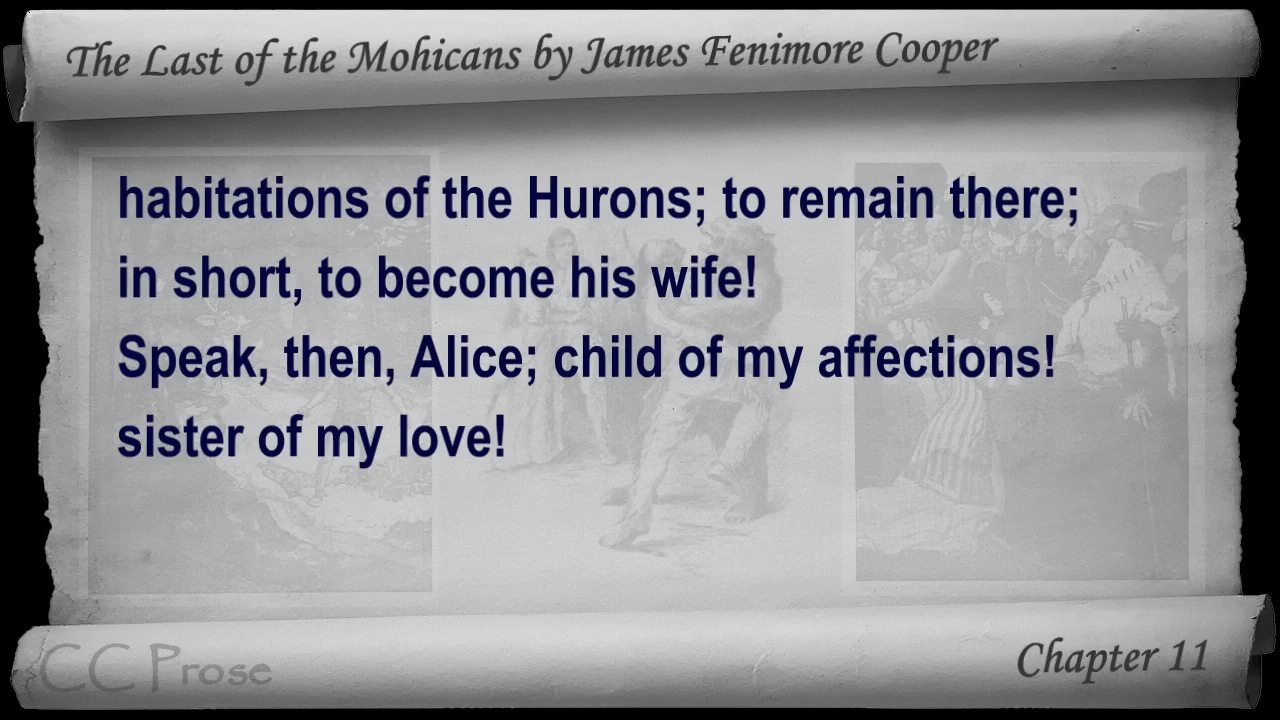 The Last of the Mohicans by James Fenimore Cooper
habitations of the Hurons; to remain there;
in short, to become his wife!
Speak, then, Alice; child of my affections!
sister of my love!
CC Prose
Chapter 11